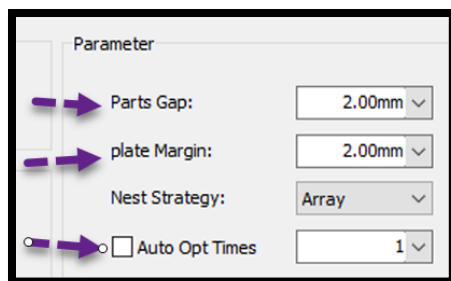 Parameter
Parts Gap: 2.00mm
plate Margin: 2.00mm
Nest Strategy: Array
Auto Opt Times 1